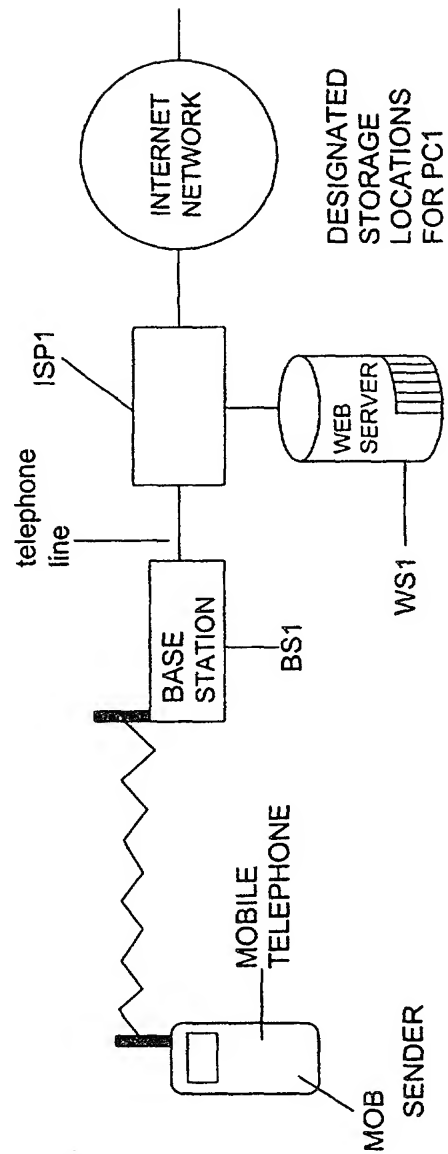 MOB
SENDER
MOBILE
TELEPHONE
BASE
STATION
BS1
telephone
line
ISP1
WEB
SERVER
WS1
INTERNET
NETWORK
DESIGNATED
STORAGE
LOCATIONS
FOR PC1